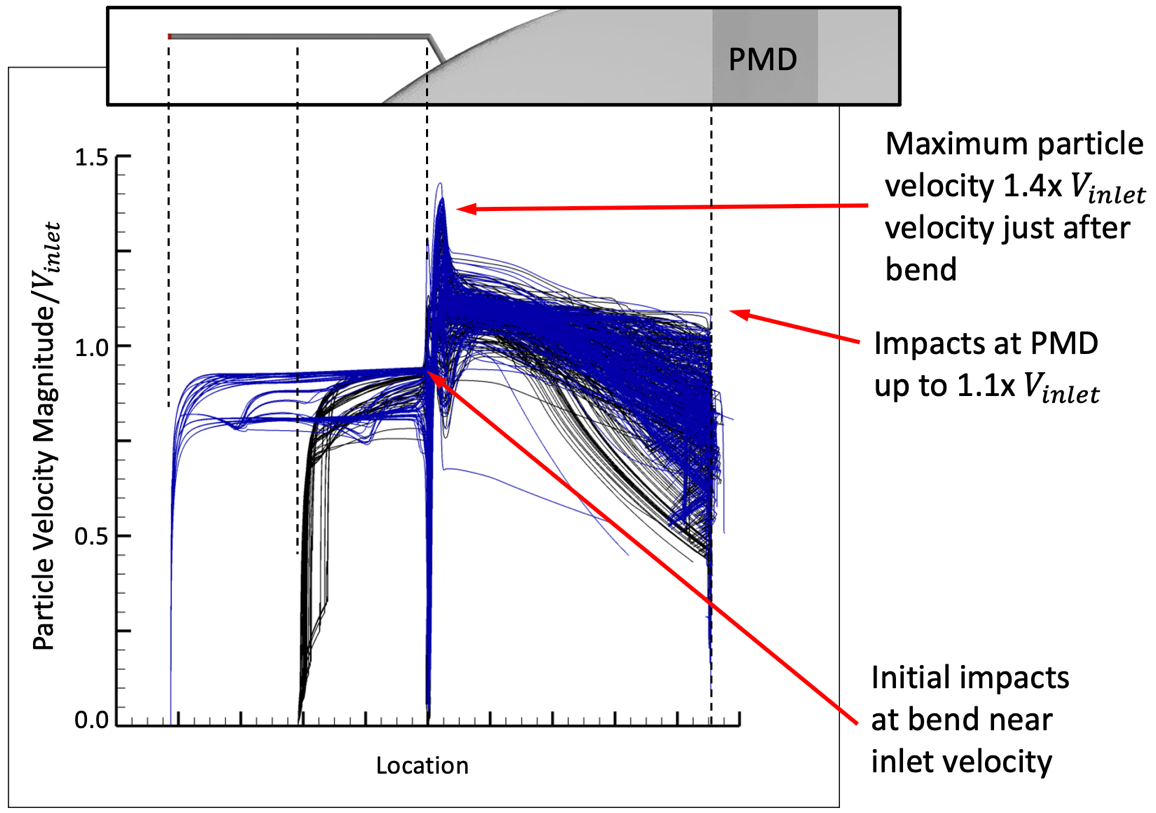 PMD
Maximum particle
velocity 1.4x V_inlet
velocity just after
bend
Impacts at PMD
up to 1.1x V_inlet
Initial impacts
at bend near
inlet velocity
Particle Velocity Magnitude/V_inlet
1.5
1.0
0.5
0.0
Location